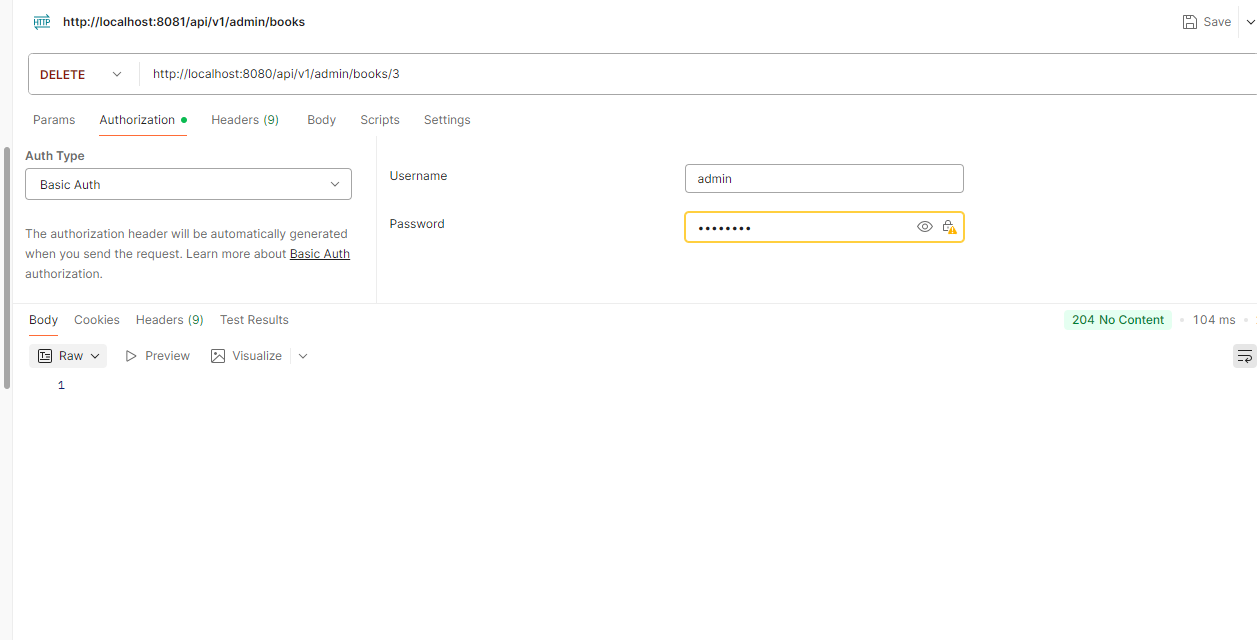 HTTP http://localhost:8081/api/v1/admin/books Save
DELETE http://localhost:8080/api/v1/admin/books/3
Params Authorization Headers (9) Body Scripts Settings
Auth Type
Basic Auth
The authorization header will be automatically generated
when you send the request. Learn more about Basic Auth
authorization.
Username admin
Password ••••••••
Body Cookies Headers (9) Test Results 204 No Content • 104 ms •
Raw Preview Visualize
1